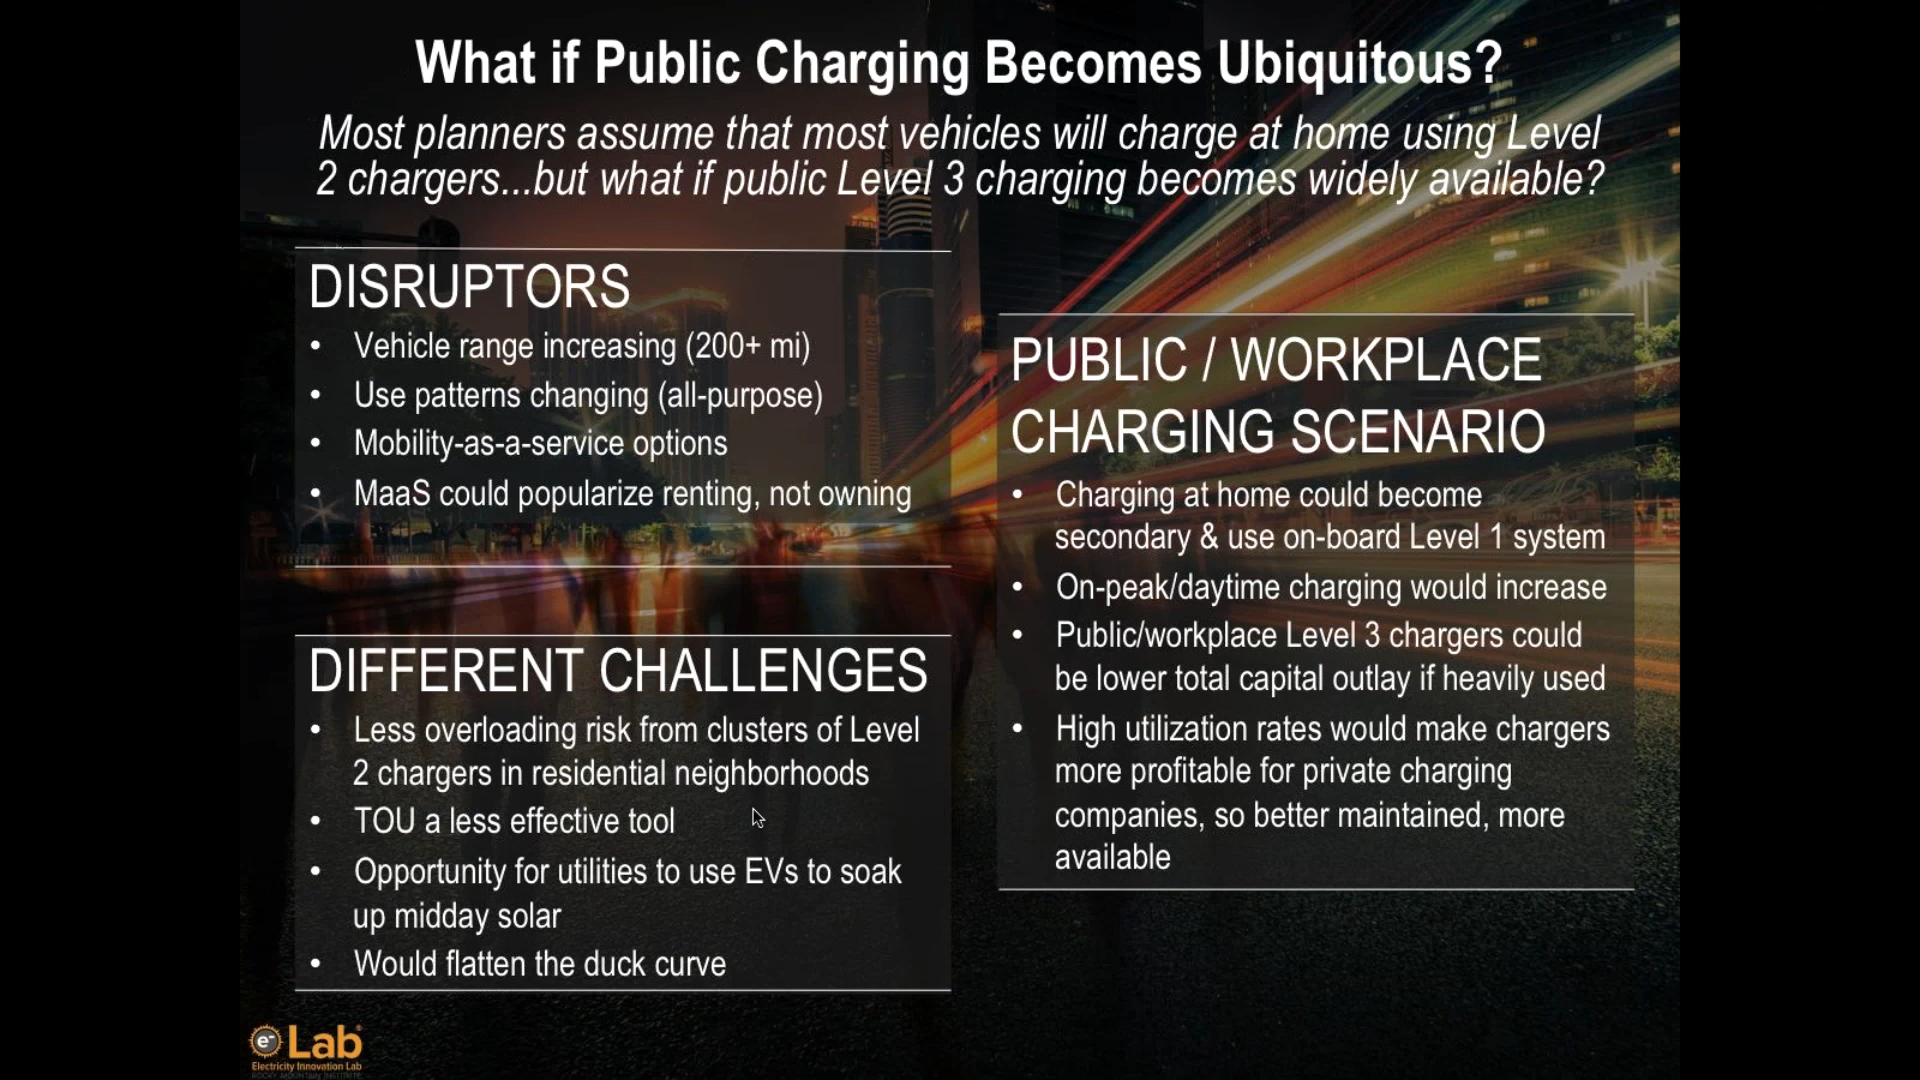 What if Public Charging Becomes Ubiquitous?
Most planners assume that most vehicles will charge at home using Level
2 chargers...but what if public Level 3 charging becomes widely available?
DISRUPTORS
• Vehicle range increasing (200+ mi)
• Use patterns changing (all-purpose)
• Mobility-as-a-service options
• MaaS could popularize renting, not owning
DIFFERENT CHALLENGES
• Less overloading risk from clusters of Level
2 chargers in residential neighborhoods
• TOU a less effective tool
• Opportunity for utilities to use EVs to soak
up midday solar
• Would flatten the duck curve
PUBLIC / WORKPLACE
CHARGING SCENARIO
• Charging at home could become
secondary & use on-board Level 1 system
• On-peak/daytime charging would increase
• Public/workplace Level 3 chargers could
be lower total capital outlay if heavily used
• High utilization rates would make chargers
more profitable for private charging
companies, so better maintained, more
available
e- Lab
Electricity Innovation Lab
ROCKY MOUNTAIN INSTITUTE